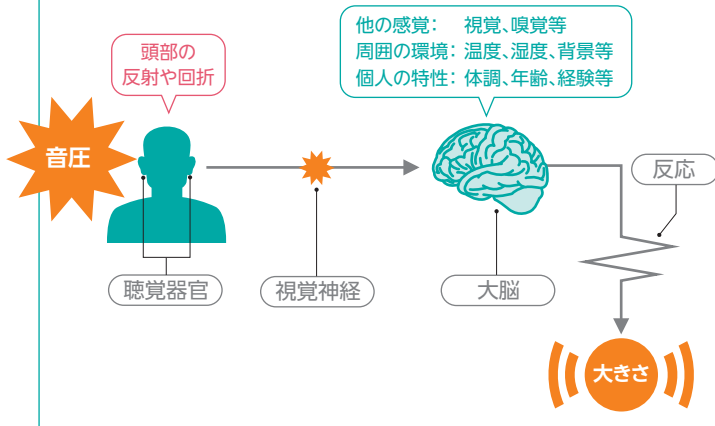 他の感覚： 視覚、嗅覚等
周囲の環境：温度、湿度、背景等
個人の特性：体調、年齢、経験等
頭部の
反射や回折
音圧
反応
聴覚器官
視覚神経
大脳
大きさ